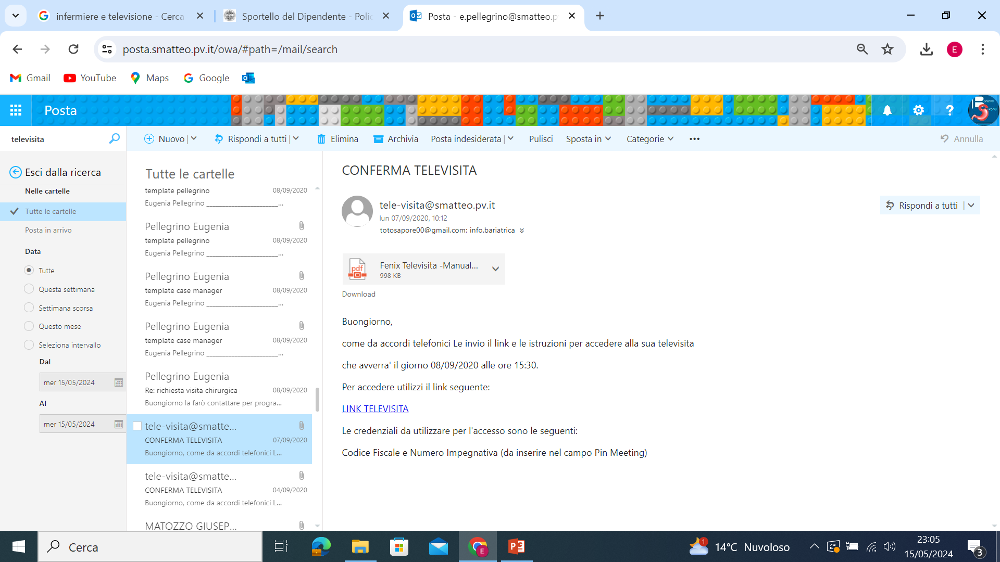 infermiere e televisione - Cerca
Sportello del Dipendente - Polic
Posta - e.pellegrino@smatteo.p
posta.smatteo.pv.it/owa/#path=/mail/search
E
Gmail
YouTube
Maps
Google
Posta
televisita
Nuovo
Rispondi a tutti
Elimina
Archivia
Posta indesiderata
Pulisci
Sposta in
Categorie
Annulla
Esci dalla ricerca
Nelle cartelle
Tutte le cartelle
Posta in arrivo
Data
Tutte
Questa settimana
Settimana scorsa
Questo mese
Seleziona intervallo
Dal
mer 15/05/2024
Al
mer 15/05/2024
Tutte le cartelle
template pellegrino 08/09/2020
Eugenia Pellegrino ______________________...
Pellegrino Eugenia
template pellegrino 08/09/2020
Eugenia Pellegrino ______________________...
Pellegrino Eugenia
template case manager 08/09/2020
Eugenia Pellegrino ______________________...
Pellegrino Eugenia
template case manager 08/09/2020
Eugenia Pellegrino ______________________...
Pellegrino Eugenia
Re: richiesta visita chirurgica 08/09/2020
Buongiorno la farò contattare per progra...
tele-visita@smatte...
CONFERMA TELEVISITA 07/09/2020
Buongiorno, come da accordi telefonici L...
tele-visita@smatte...
CONFERMA TELEVISITA 04/09/2020
Buongiorno, come da accordi telefonici L...
MATOZZO GIUSEP...
CONFERMA TELEVISITA
tele-visita@smatteo.pv.it
lun 07/09/2020, 10:12
totosapore00@gmail.com; info.bariatrica
Rispondi a tutti
pdf
Fenix Televisita -Manual...
998 KB
Download
Buongiorno,
come da accordi telefonici Le invio il link e le istruzioni per accedere alla sua televisita
che avverra' il giorno 08/09/2020 alle ore 15:30.
Per accedere utilizzi il link seguente:
LINK TELEVISITA
Le credenziali da utilizzare per l'accesso sono le seguenti:
Codice Fiscale e Numero Impegnativa (da inserire nel campo Pin Meeting)
Cerca
1
14°C Nuvoloso
23:05
15/05/2024
3